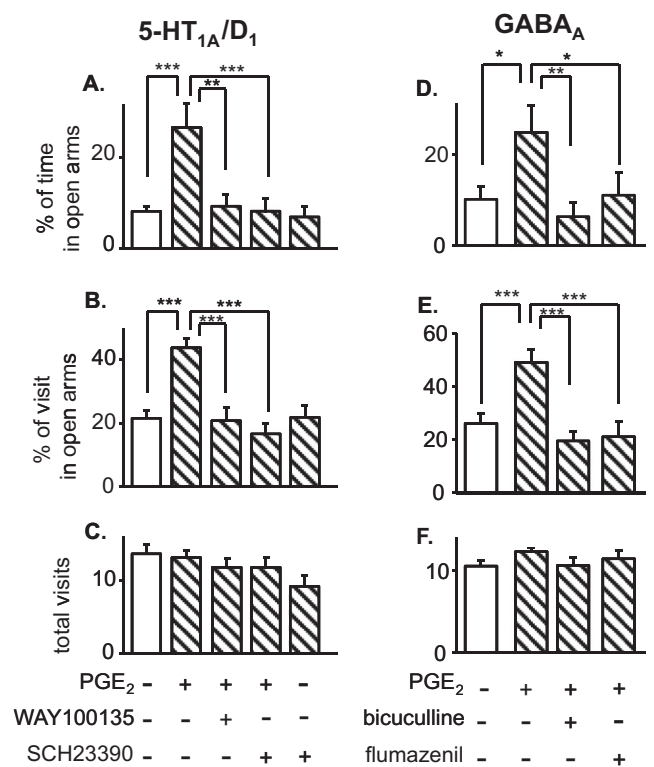 5-HT1A/D1
GABAA
A.
*** ** ***
% of time
in open arms
20
0
D.
* ** *
20
0
B.
*** *** ***
% of visit
in open arms
40
20
0
E.
*** *** ***
60
40
20
0
C.
total visits
10
0
F.
10
0
PGE2 - + + + -
WAY100135 - - + - -
SCH23390 - - - + +
PGE2 - + + +
bicuculline - - + -
flumazenil - - - +